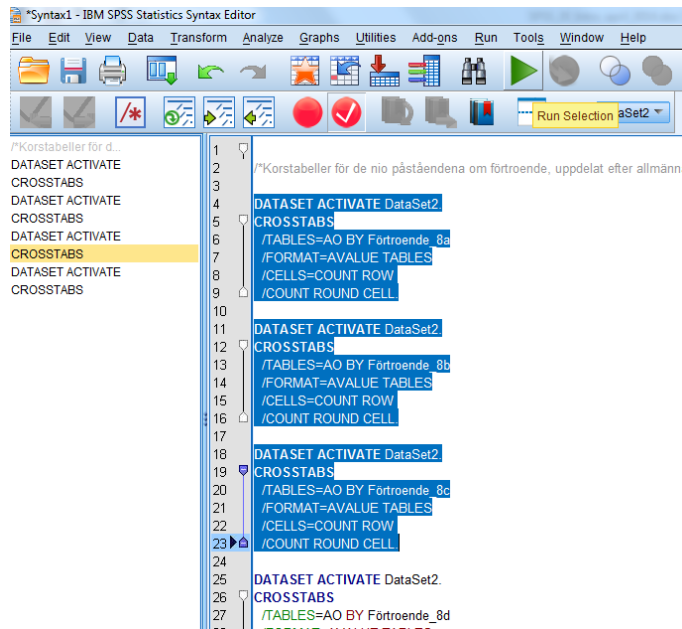 *Syntax1 - IBM SPSS Statistics Syntax Editor
File Edit View Data Transform Analyze Graphs Utilities Add-ons Run Tools Window Help
Run Selection aSet2
/*Korstabeller för d...
DATASET ACTIVATE
CROSSTABS
DATASET ACTIVATE
CROSSTABS
DATASET ACTIVATE
CROSSTABS
DATASET ACTIVATE
CROSSTABS
1
2 /*Korstabeller för de nio påståendena om förtroende, uppdelat efter allmänn
3
4 DATASET ACTIVATE DataSet2.
5 CROSSTABS
6 /TABLES=AO BY Förtroende_8a
7 /FORMAT=AVALUE TABLES
8 /CELLS=COUNT ROW
9 /COUNT ROUND CELL.
10
11 DATASET ACTIVATE DataSet2.
12 CROSSTABS
13 /TABLES=AO BY Förtroende_8b
14 /FORMAT=AVALUE TABLES
15 /CELLS=COUNT ROW
16 /COUNT ROUND CELL.
17
18 DATASET ACTIVATE DataSet2.
19 CROSSTABS
20 /TABLES=AO BY Förtroende_8c
21 /FORMAT=AVALUE TABLES
22 /CELLS=COUNT ROW
23 /COUNT ROUND CELL.
24
25 DATASET ACTIVATE DataSet2.
26 CROSSTABS
27 /TABLES=AO BY Förtroende_8d